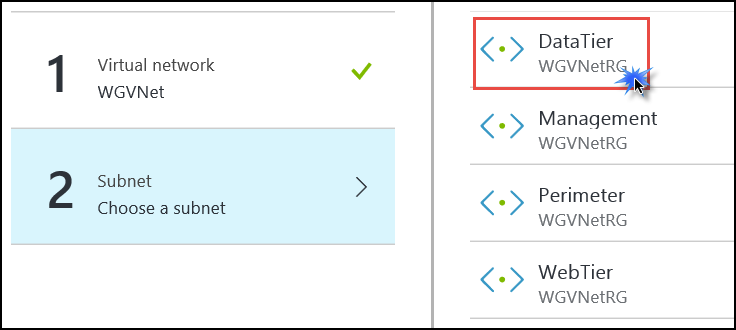 1
Virtual network
WGVNet
2
Subnet
Choose a subnet
DataTier
WGVNetRG
Management
WGVNetRG
Perimeter
WGVNetRG
WebTier
WGVNetRG